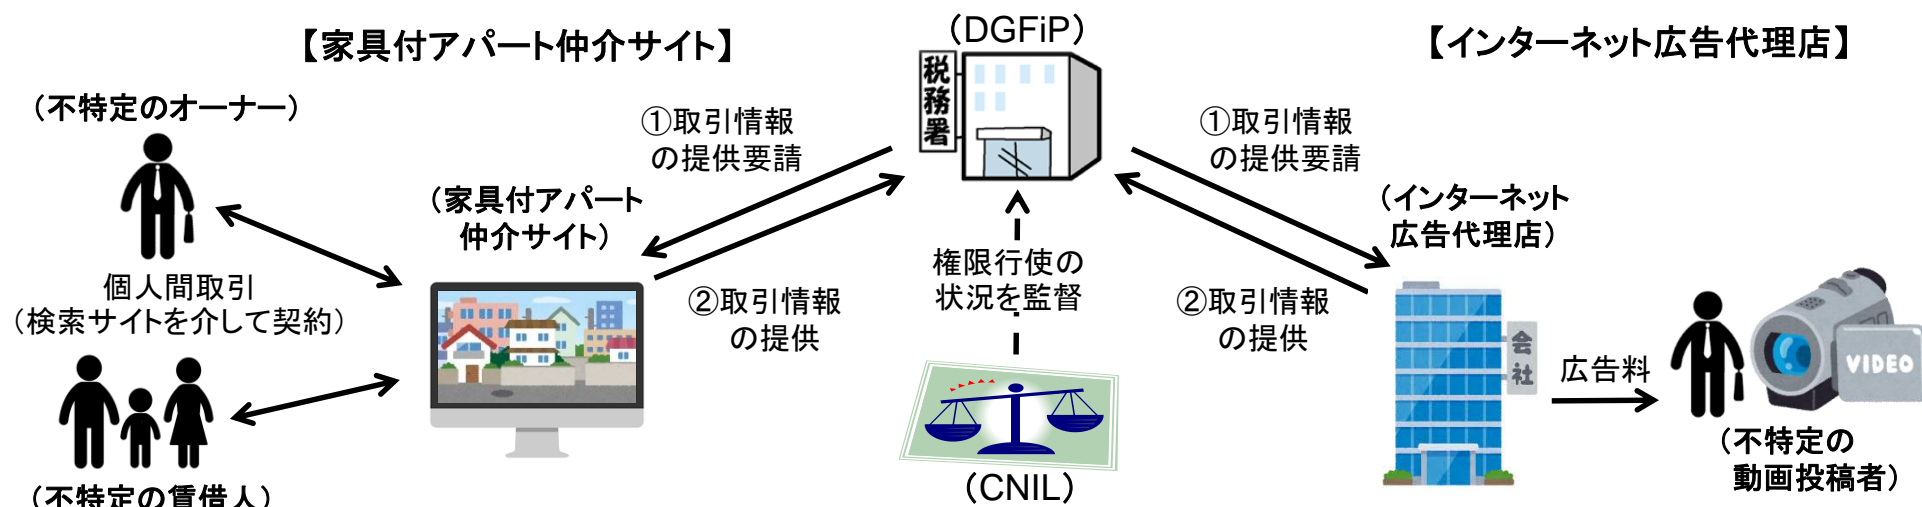 【家具付アパート仲介サイト】
(DGFiP)
【インターネット広告代理店】
税務署
(不特定のオーナー)
①取引情報
の提供要請
①取引情報
の提供要請
(家具付アパート
仲介サイト)
(インターネット
広告代理店)
個人間取引
(検索サイトを介して契約)
②取引情報
の提供
権限行使の
状況を監督
②取引情報
の提供
会社
広告料
VIDEO
(不特定の
動画投稿者)
(不特定の賃借人)
(CNIL)